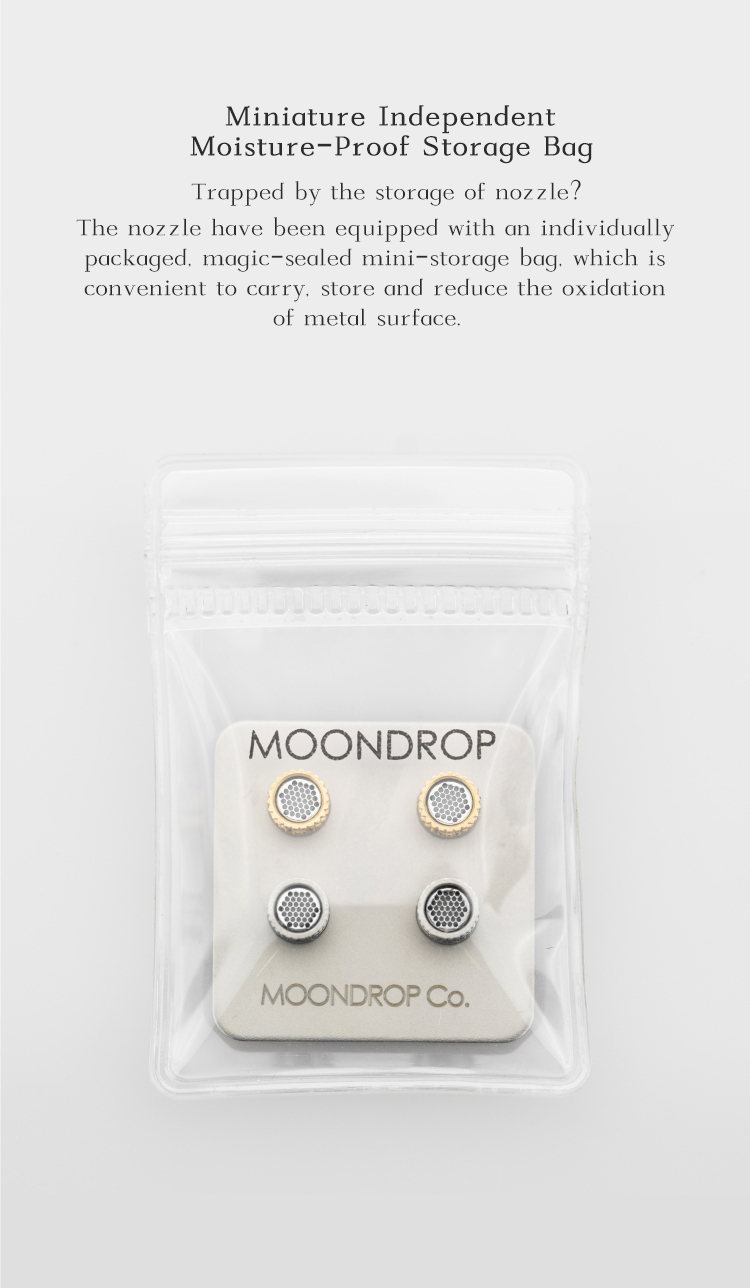 Miniature Independent
Moisture-Proof Storage Bag
Trapped by the storage of nozzle?
The nozzle have been equipped with an individually
packaged, magic-sealed mini-storage bag, which is
convenient to carry, store and reduce the oxidation
of metal surface.
MOONDROP
MOONDROP Co.